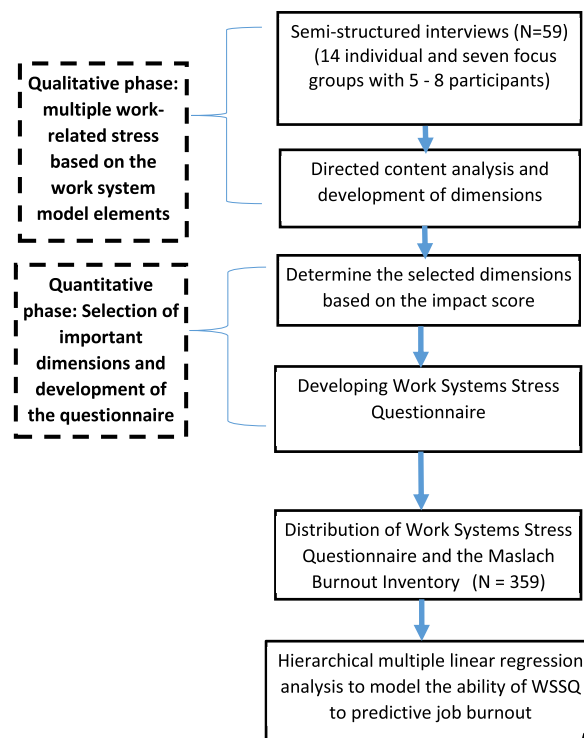 Semi-structured interviews (N=59)
(14 individual and seven focus
groups with 5 - 8 participants)
Qualitative phase:
multiple work-
related stress
based on the
work system
model elements
Directed content analysis and
development of dimensions
Quantitative
phase: Selection of
important
dimensions and
development of
the questionnaire
Determine the selected dimensions
based on the impact score
Developing Work Systems Stress
Questionnaire
Distribution of Work Systems Stress
Questionnaire and the Maslach
Burnout Inventory (N = 359)
Hierarchical multiple linear regression
analysis to model the ability of WSSQ
to predictive job burnout